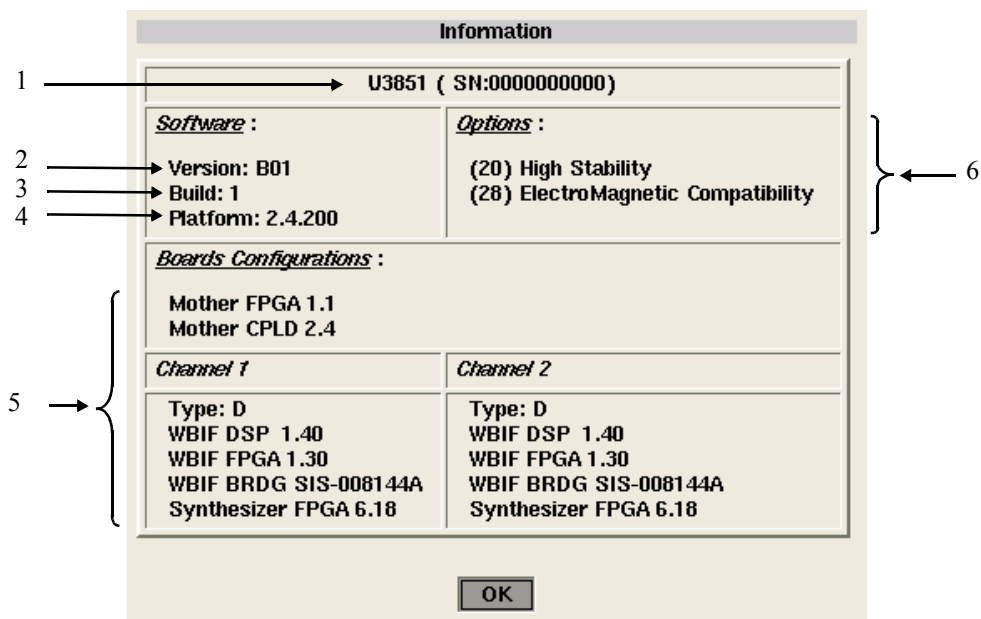 Information
1
U3851 ( SN:0000000000)
Software :
Options :
2
Version: B01
(20) High Stability
3
Build: 1
(28) ElectroMagnetic Compatibility
4
Platform: 2.4.200
6
Boards Configurations :
Mother FPGA 1.1
Mother CPLD 2.4
5
Channel 1
Channel 2
Type: D
WBIF DSP  1.40
WBIF FPGA 1.30
WBIF BRDG SIS-008144A
Synthesizer FPGA 6.18
Type: D
WBIF DSP  1.40
WBIF FPGA 1.30
WBIF BRDG SIS-008144A
Synthesizer FPGA 6.18
OK